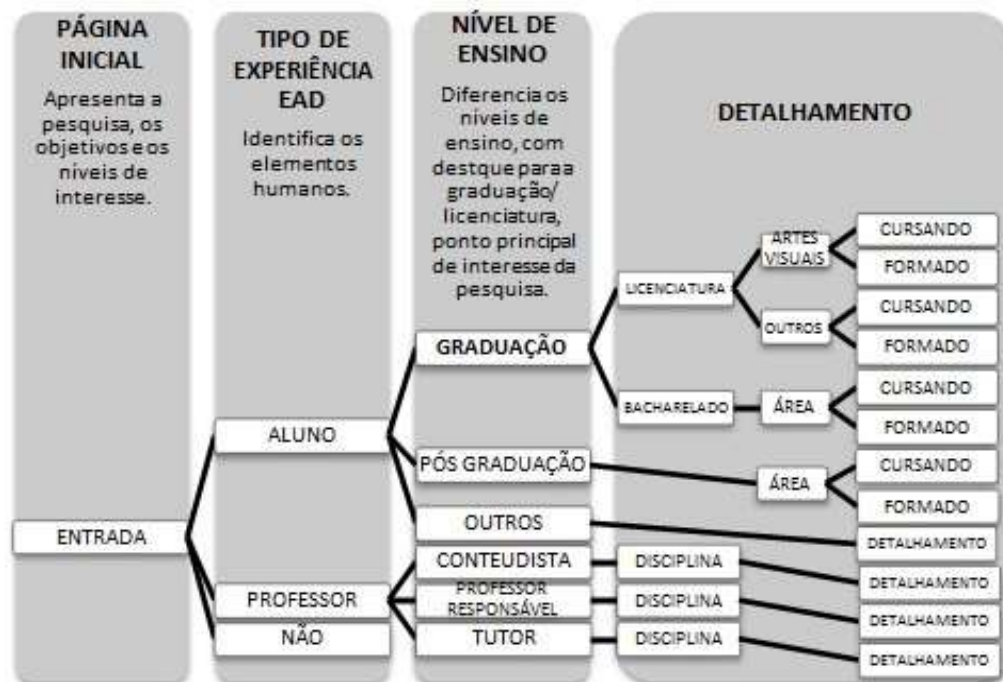 PÁGINA
INICIAL
Apresenta a
pesquisa, os
objetivos e os
níveis de
interesse.
ENTRADA
TIPO DE
EXPERIÊNCIA
EAD
Identifica os
elementos
humanos.
ALUNO
PROFESSOR
NÃO
NÍVEL DE
ENSINO
Diferencia os
níveis de
ensino, com
destque para a
graduação/
licenciatura,
ponto principal
de interesse da
pesquisa.
GRADUAÇÃO
PÓS GRADUAÇÃO
OUTROS
CONTEUDISTA
PROFESSOR
RESPONSÁVEL
TUTOR
DETALHAMENTO
LICENCIATURA
ARTES
VISUAIS
CURSANDO
FORMADO
OUTROS
CURSANDO
FORMADO
BACHARELADO
ÁREA
CURSANDO
FORMADO
ÁREA
CURSANDO
FORMADO
DETALHAMENTO
DISCIPLINA
DETALHAMENTO
DISCIPLINA
DETALHAMENTO
DISCIPLINA
DETALHAMENTO